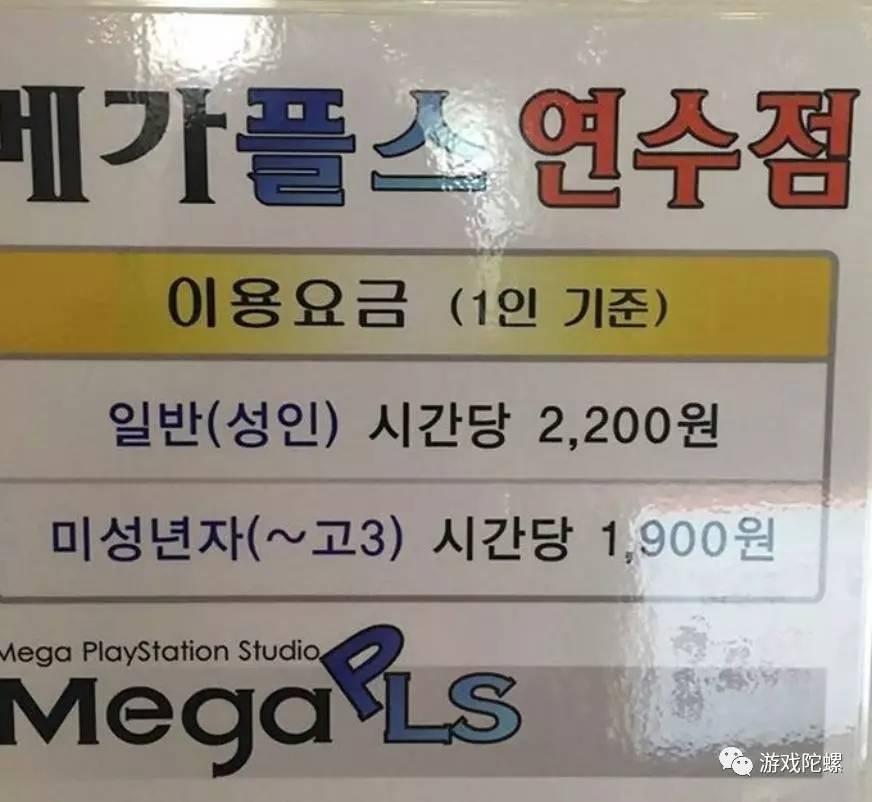 메가플스 연수점
이용요금 (1인 기준)
일반(성인) 시간당 2,200원
미성년자(~고3) 시간당 1,900원
Mega PlayStation Studio
MegaPLS
游戏陀螺